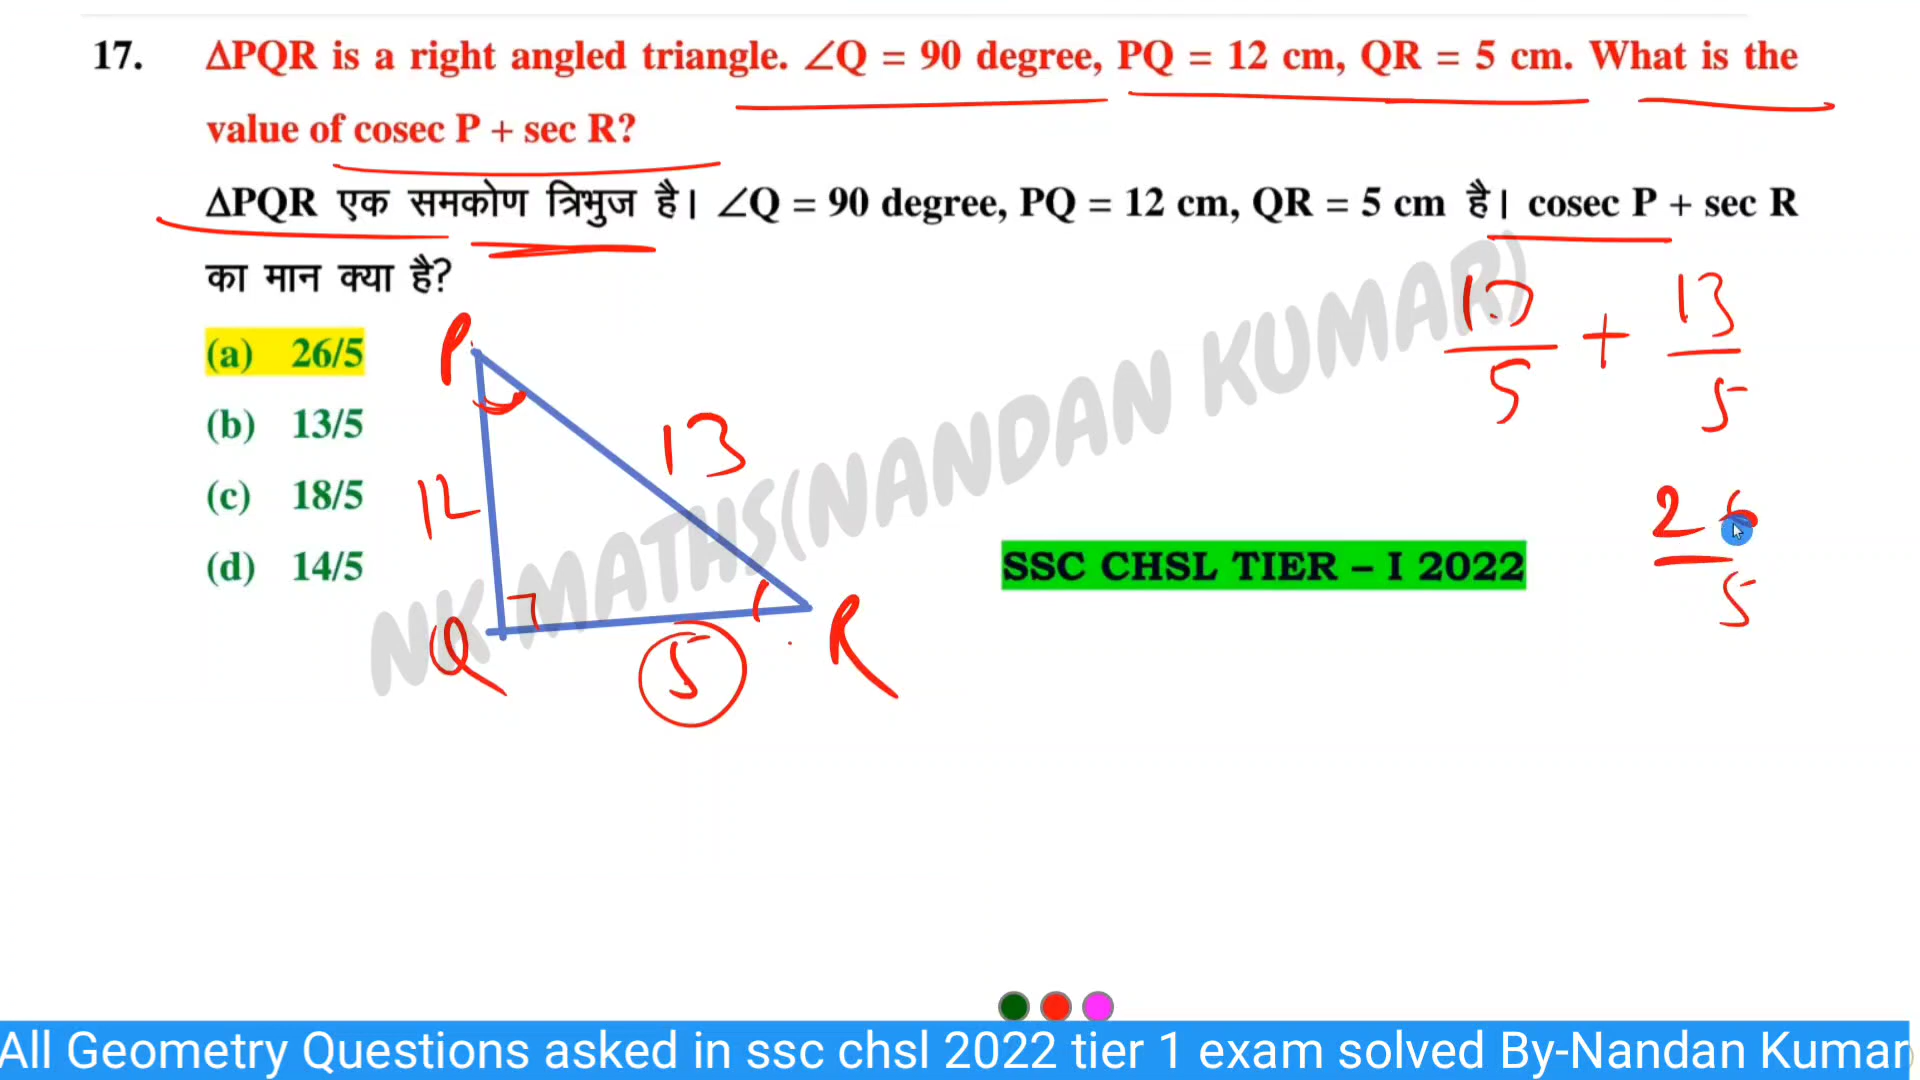 17. ΔPQR is a right angled triangle. ∠Q = 90 degree, PQ = 12 cm, QR = 5 cm. What is the
value of cosec P + sec R?
ΔPQR एक समकोण त्रिभुज है। ∠Q = 90 degree, PQ = 12 cm, QR = 5 cm है। cosec P + sec R
का मान क्या है?
(a) 26/5
(b) 13/5
(c) 18/5
(d) 14/5
P
12
13
Q
5
R
13/5 + 13/5
26/5
NK MATHS(NANDAN KUMAR)
SSC CHSL TIER – I 2022
All Geometry Questions asked in ssc chsl 2022 tier 1 exam solved By-Nandan Kumar